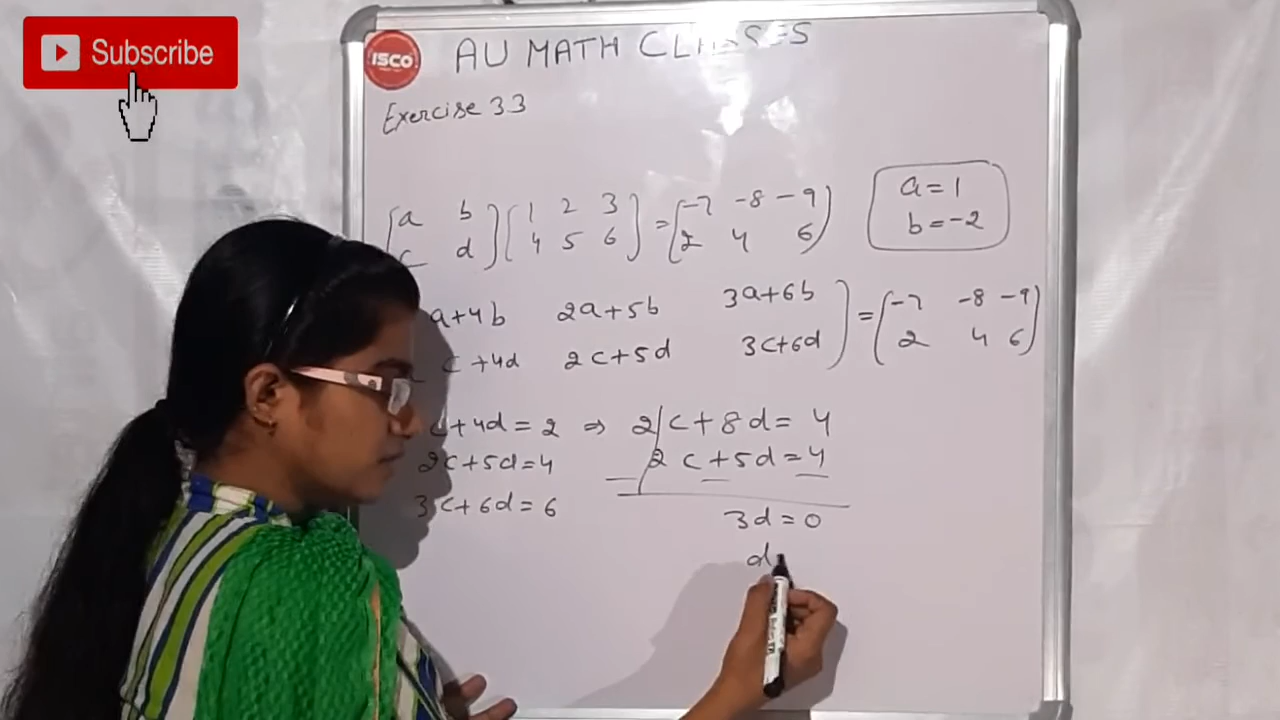 Subscribe
ISCO AU MATH CLASSES
Exercise 3.3
a b 1 2 3 = -7 -8 -9 a=1
c d 4 5 6 2 4 6 b=-2
a+4b 2a+5b 3a+6b = -7 -8 -9
c+4d 2c+5d 3c+6d 2 4 6
c+4d=2 ⇒ 2c+8d=4
2c+5d=4 2c+5d=4
3c+6d=6 3d=0
d